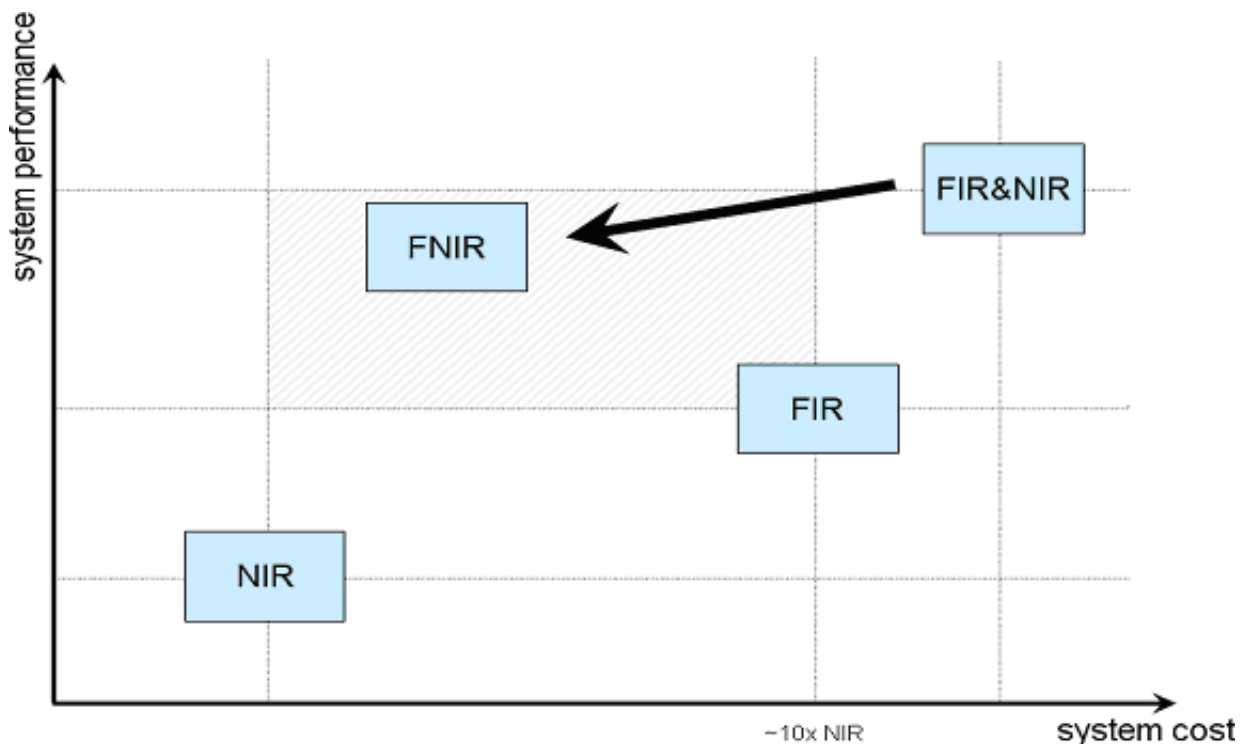 system performance
FIR&NIR
FNIR
FIR
NIR
~10x NIR
system cost